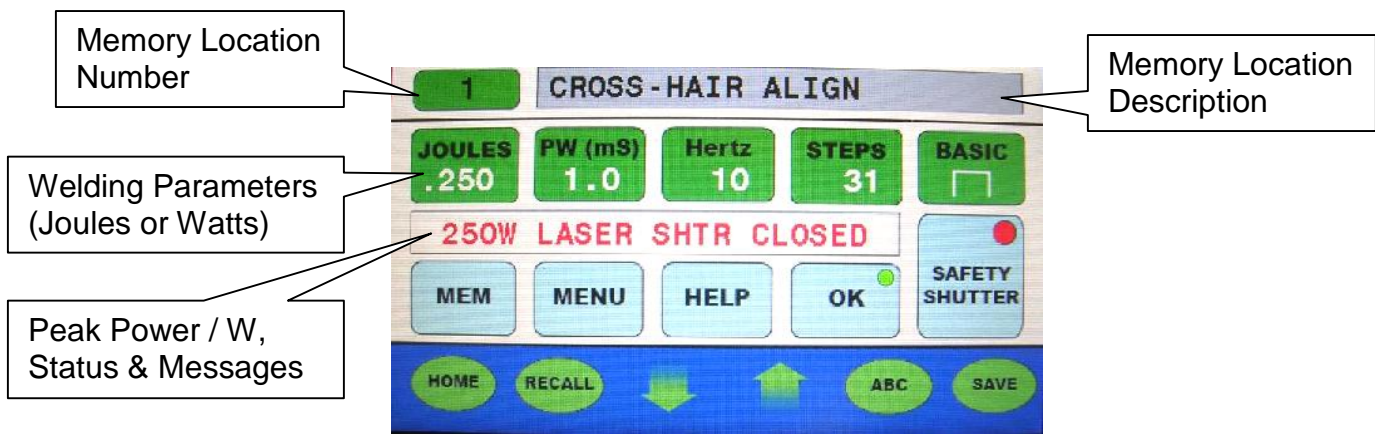 Memory Location
Number
1
CROSS-HAIR ALIGN
Memory Location
Description
JOULES
.250
PW (mS)
1.0
Hertz
10
STEPS
31
BASIC
Welding Parameters
(Joules or Watts)
250W LASER SHTR CLOSED
MEM
MENU
HELP
OK
SAFETY
SHUTTER
Peak Power / W,
Status & Messages
HOME
RECALL
ABC
SAVE